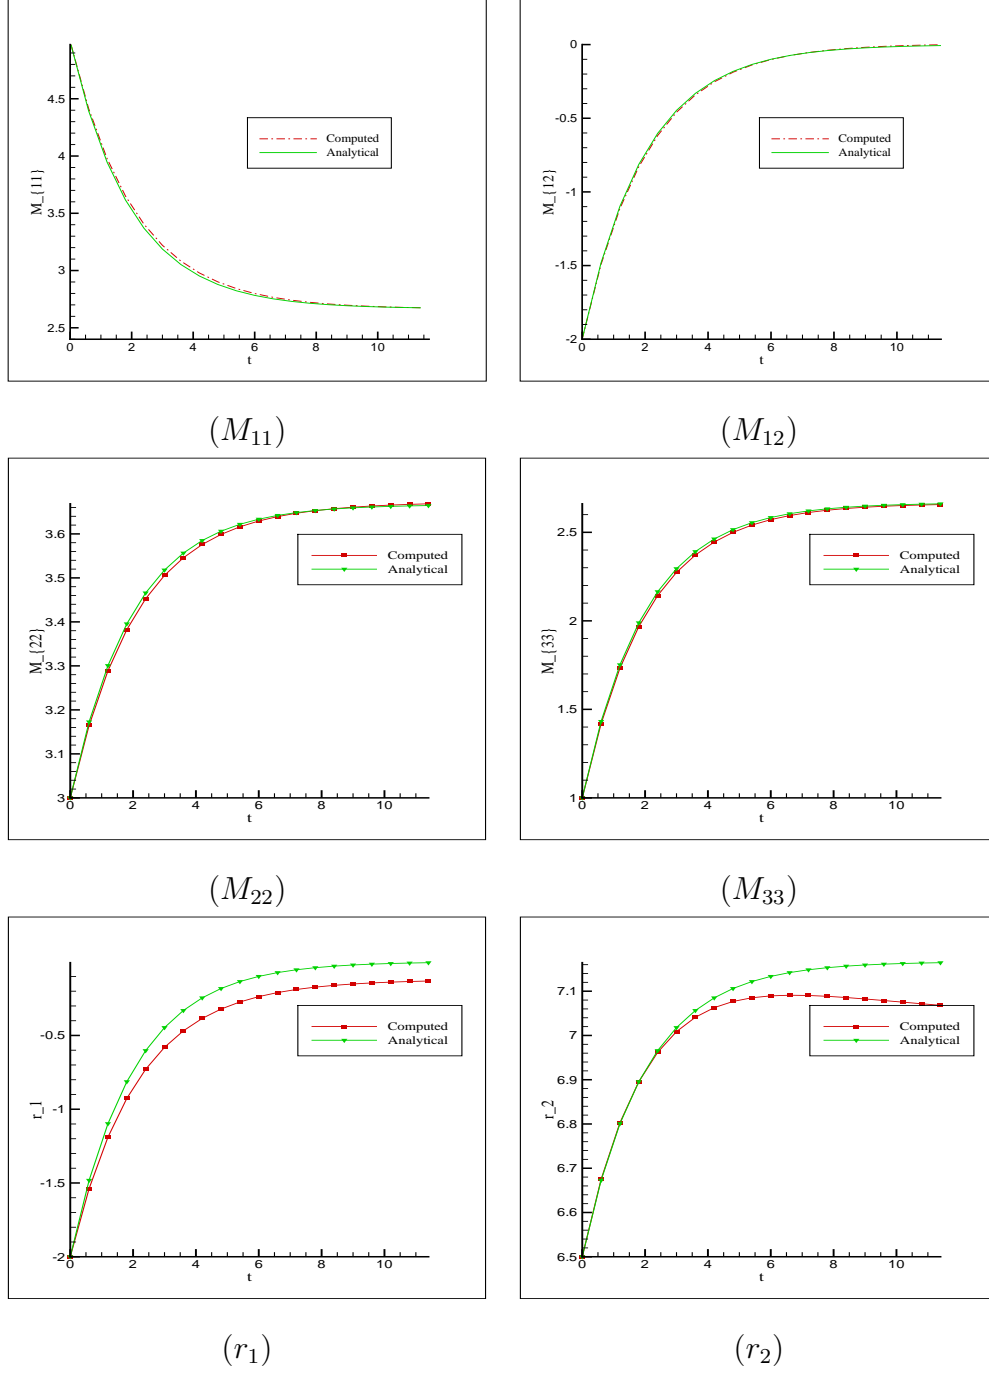 4.5
4
3.5
3
2.5
M_{11}
Computed
Analytical
0 2 4 6 8 10
t
(M₁₁)
0
-0.5
-1
-1.5
-2
M_{12}
Computed
Analytical
0 2 4 6 8 10
t
(M₁₂)
3.6
3.5
3.4
3.3
3.2
3.1
3
M_{22}
Computed
Analytical
0 2 4 6 8 10
t
(M₂₂)
2.5
2
1.5
1
M_{33}
Computed
Analytical
0 2 4 6 8 10
t
(M₃₃)
-0.5
-1
-1.5
-2
r_1
Computed
Analytical
0 2 4 6 8 10
t
(r₁)
7.1
7
6.9
6.8
6.7
6.6
6.5
r_2
Computed
Analytical
0 2 4 6 8 10
t
(r₂)